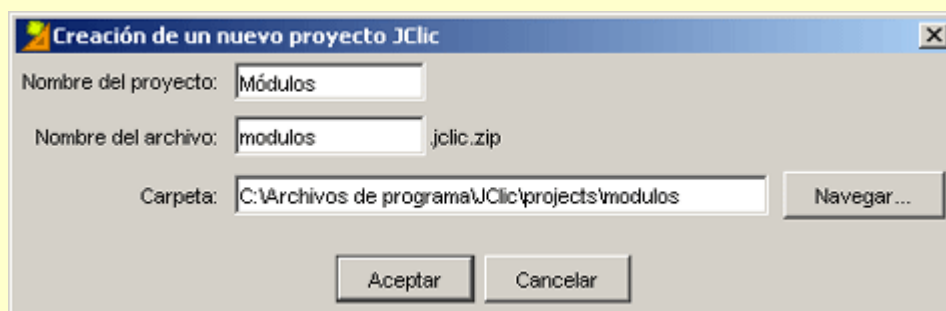 Creación de un nuevo proyecto JClic
Nombre del proyecto: Módulos
Nombre del archivo: modulos .jclic.zip
Carpeta: C:\Archivos de programa\JClic\projects\modulos Navegar...
Aceptar Cancelar